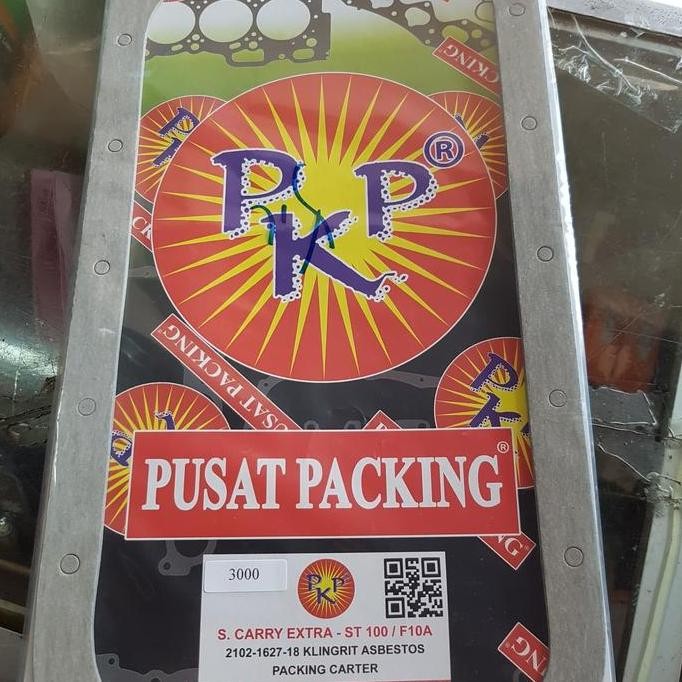 CKING®
PKP®
PUSAT PACKING®
PUSAT PACKING®
3000
PKP
S. CARRY EXTRA - ST 100 / F10A
2102-1627-18 KLINGRIT ASBESTOS
PACKING CARTER